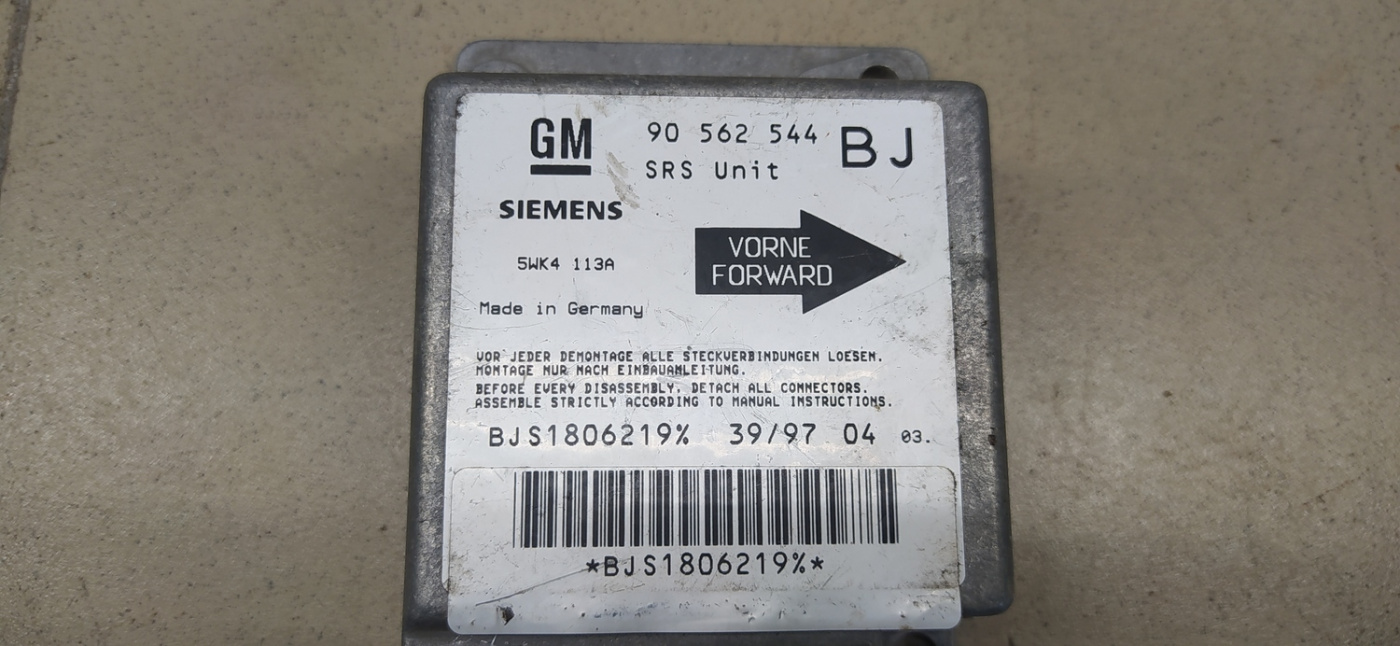 GM 90 562 544 BJ
SRS Unit
SIEMENS
VORNE
FORWARD
5WK4 113A
Made in Germany
VOR JEDER DEMONTAGE ALLE STECKVERBINDUNGEN LOESEN.
MONTAGE NUR NACH EINBAUANLEITUNG.
BEFORE EVERY DISASSEMBLY, DETACH ALL CONNECTORS.
ASSEMBLE STRICTLY ACCORDING TO MANUAL INSTRUCTIONS.
BJS1806219% 39/97 04 03.
*BJS1806219%*